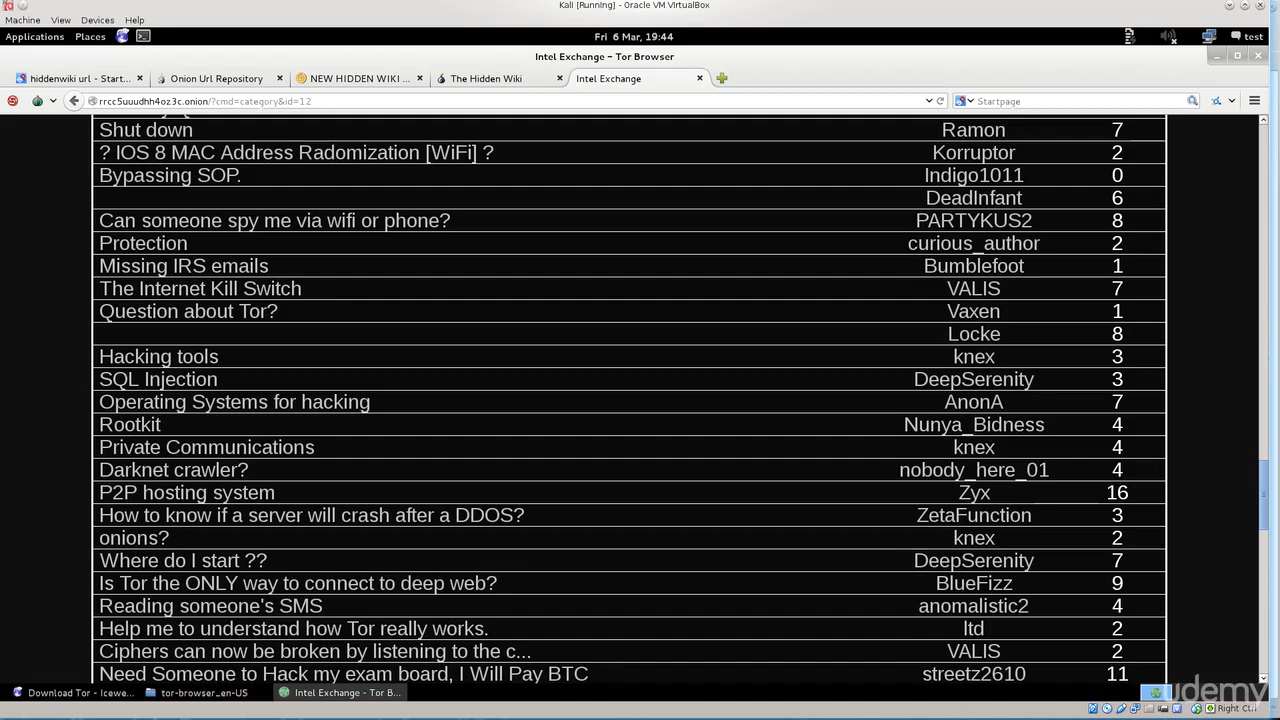 Kali [Running] - Oracle VM VirtualBox
Machine View Devices Help
Applications Places Fri 6 Mar, 19:44 test
Intel Exchange – Tor Browser
hiddenwiki url - Start... Onion Url Repository NEW HIDDEN WIKI ... The Hidden Wiki Intel Exchange
rrcc5uuudhh4oz3c.onion/?cmd=category&id=12 Startpage
Shut down Ramon 7
? IOS 8 MAC Address Radomization [WiFi] ? Korruptor 2
Bypassing SOP. Indigo1011 0
DeadInfant 6
Can someone spy me via wifi or phone? PARTYKUS2 8
Protection curious_author 2
Missing IRS emails Bumblefoot 1
The Internet Kill Switch VALIS 7
Question about Tor? Vaxen 1
Locke 8
Hacking tools knex 3
SQL Injection DeepSerenity 3
Operating Systems for hacking AnonA 7
Rootkit Nunya_Bidness 4
Private Communications knex 4
Darknet crawler? nobody_here_01 4
P2P hosting system Zyx 16
How to know if a server will crash after a DDOS? ZetaFunction 3
onions? knex 2
Where do I start ?? DeepSerenity 7
Is Tor the ONLY way to connect to deep web? BlueFizz 9
Reading someone's SMS anomalistic2 4
Help me to understand how Tor really works. ltd 2
Ciphers can now be broken by listening to the c... VALIS 2
Need Someone to Hack my exam board, I Will Pay BTC streetz2610 11
Download Tor - Icewe... tor-browser_en-US Intel Exchange - Tor B...
udemy
Right Ctrl